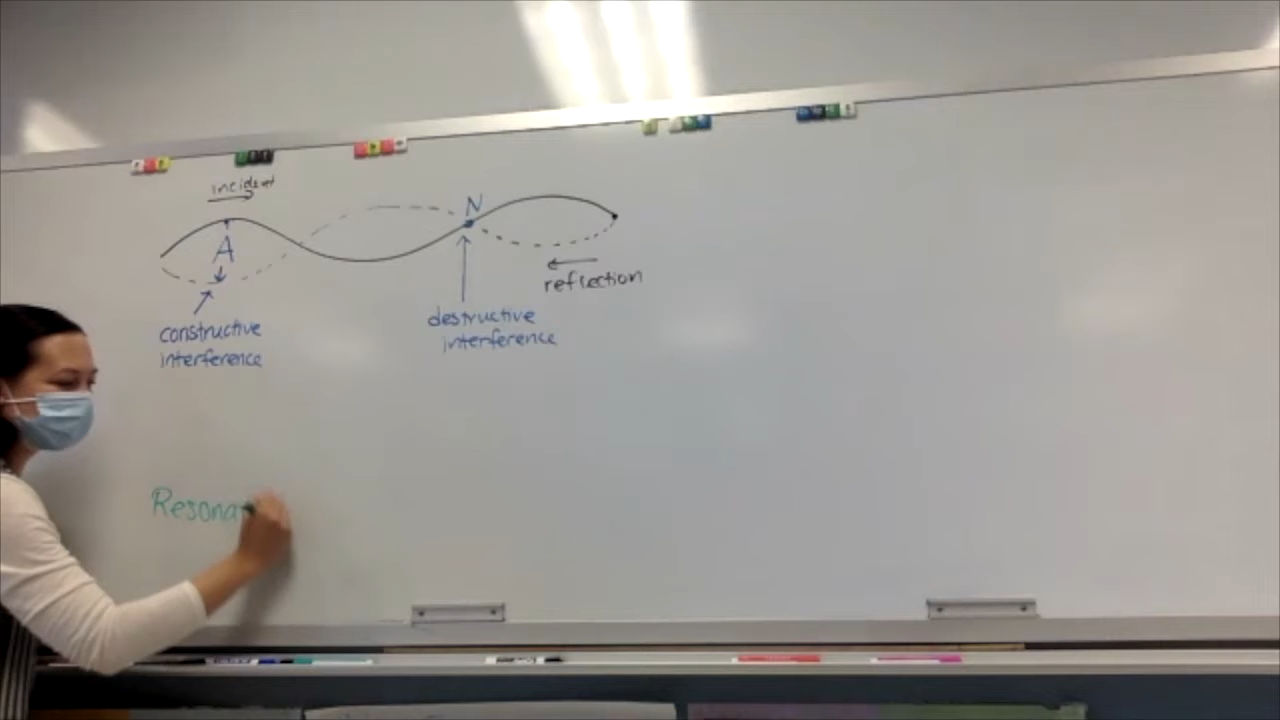 incident
N
A
reflection
constructive
interference
destructive
interference
Resona